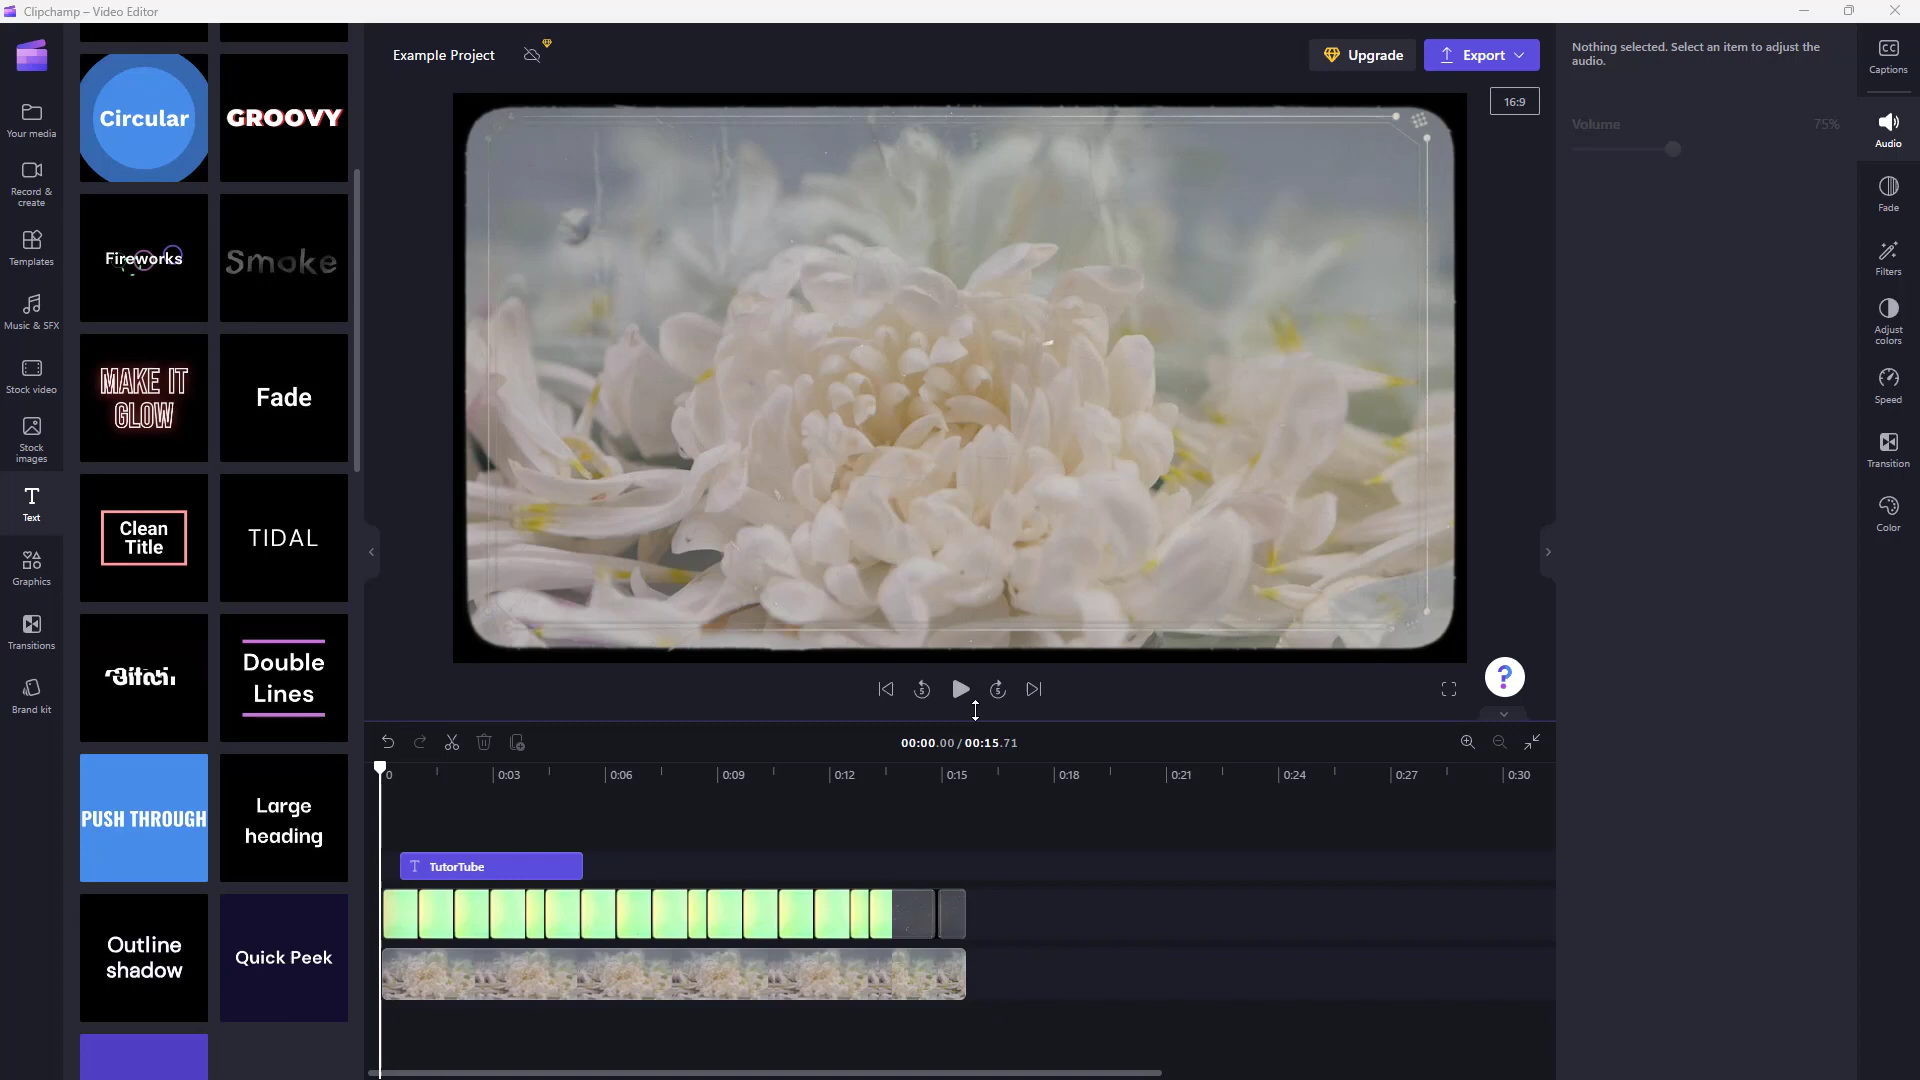 Clipchamp – Video Editor
Your media
Record &
create
Templates
Music & SFX
Stock video
Stock
images
Text
Graphics
Transitions
Brand kit
Circular
GROOVY
Fireworks
Smoke
MAKE IT
GLOW
Fade
Clean
Title
TIDAL
Double
Lines
PUSH THROUGH
Large
heading
Outline
shadow
Quick Peek
Example Project
Upgrade
Export
16:9
5
5
?
00:00.00 / 00:15.71
0
0:03
0:06
0:09
0:12
0:15
0:18
0:21
0:24
0:27
0:30
T TutorTube
Nothing selected. Select an item to adjust the
audio.
Volume 75%
CC
Captions
Audio
Fade
Filters
Adjust
colors
Speed
Transition
Color